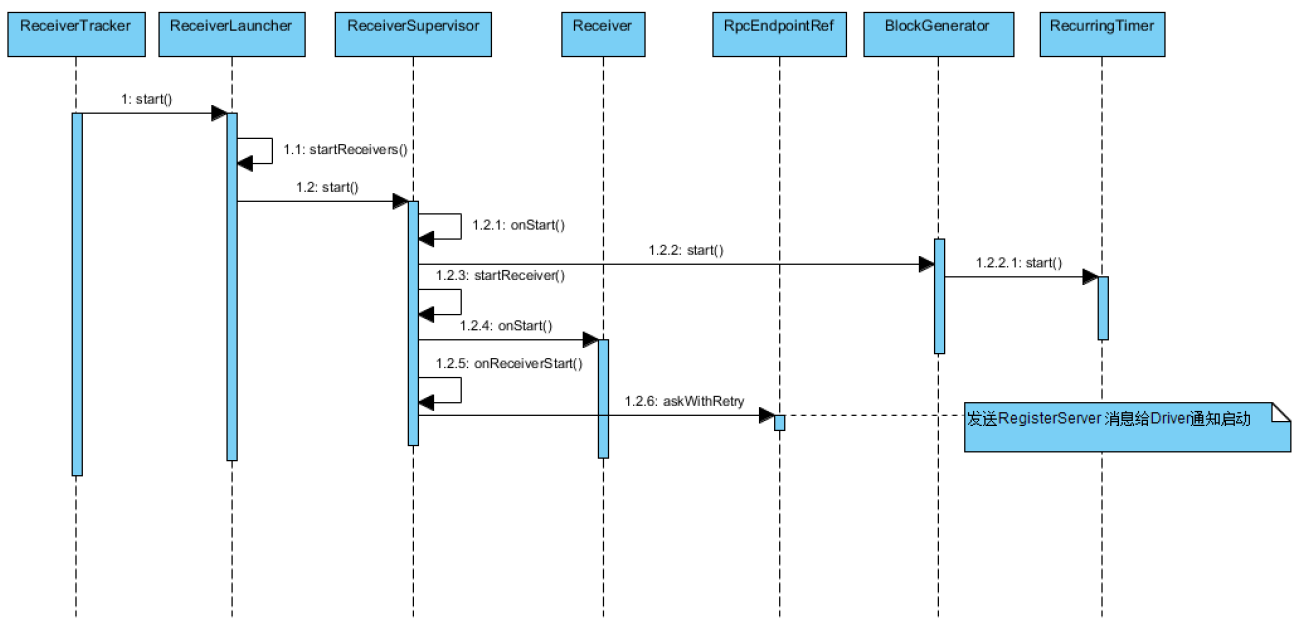 ReceiverTracker
ReceiverLauncher
ReceiverSupervisor
Receiver
RpcEndpointRef
BlockGenerator
RecurringTimer
1: start()
1.1: startReceivers()
1.2: start()
1.2.1: onStart()
1.2.2: start()
1.2.2.1: start()
1.2.3: startReceiver()
1.2.4: onStart()
1.2.5: onReceiverStart()
1.2.6: askWithRetry
发送RegisterServer 消息给Driver通知启动